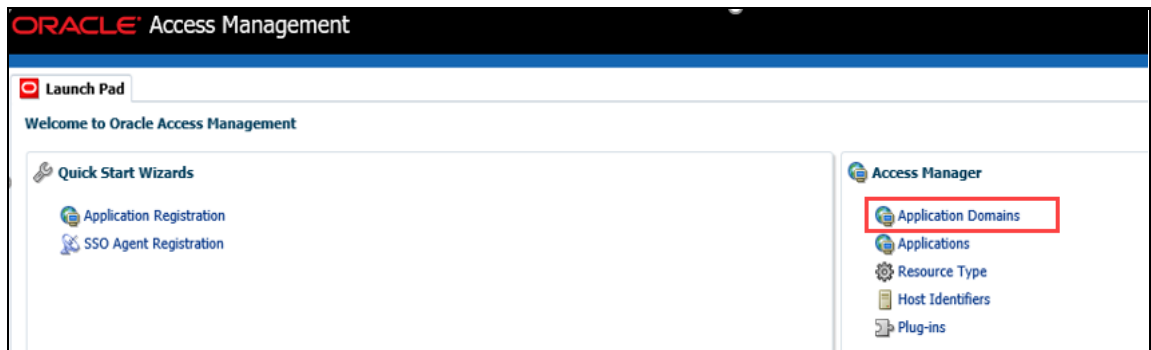 ORACLE® Access Management
Launch Pad
Welcome to Oracle Access Management
Quick Start Wizards
Application Registration
SSO Agent Registration
Access Manager
Application Domains
Applications
Resource Type
Host Identifiers
Plug-ins